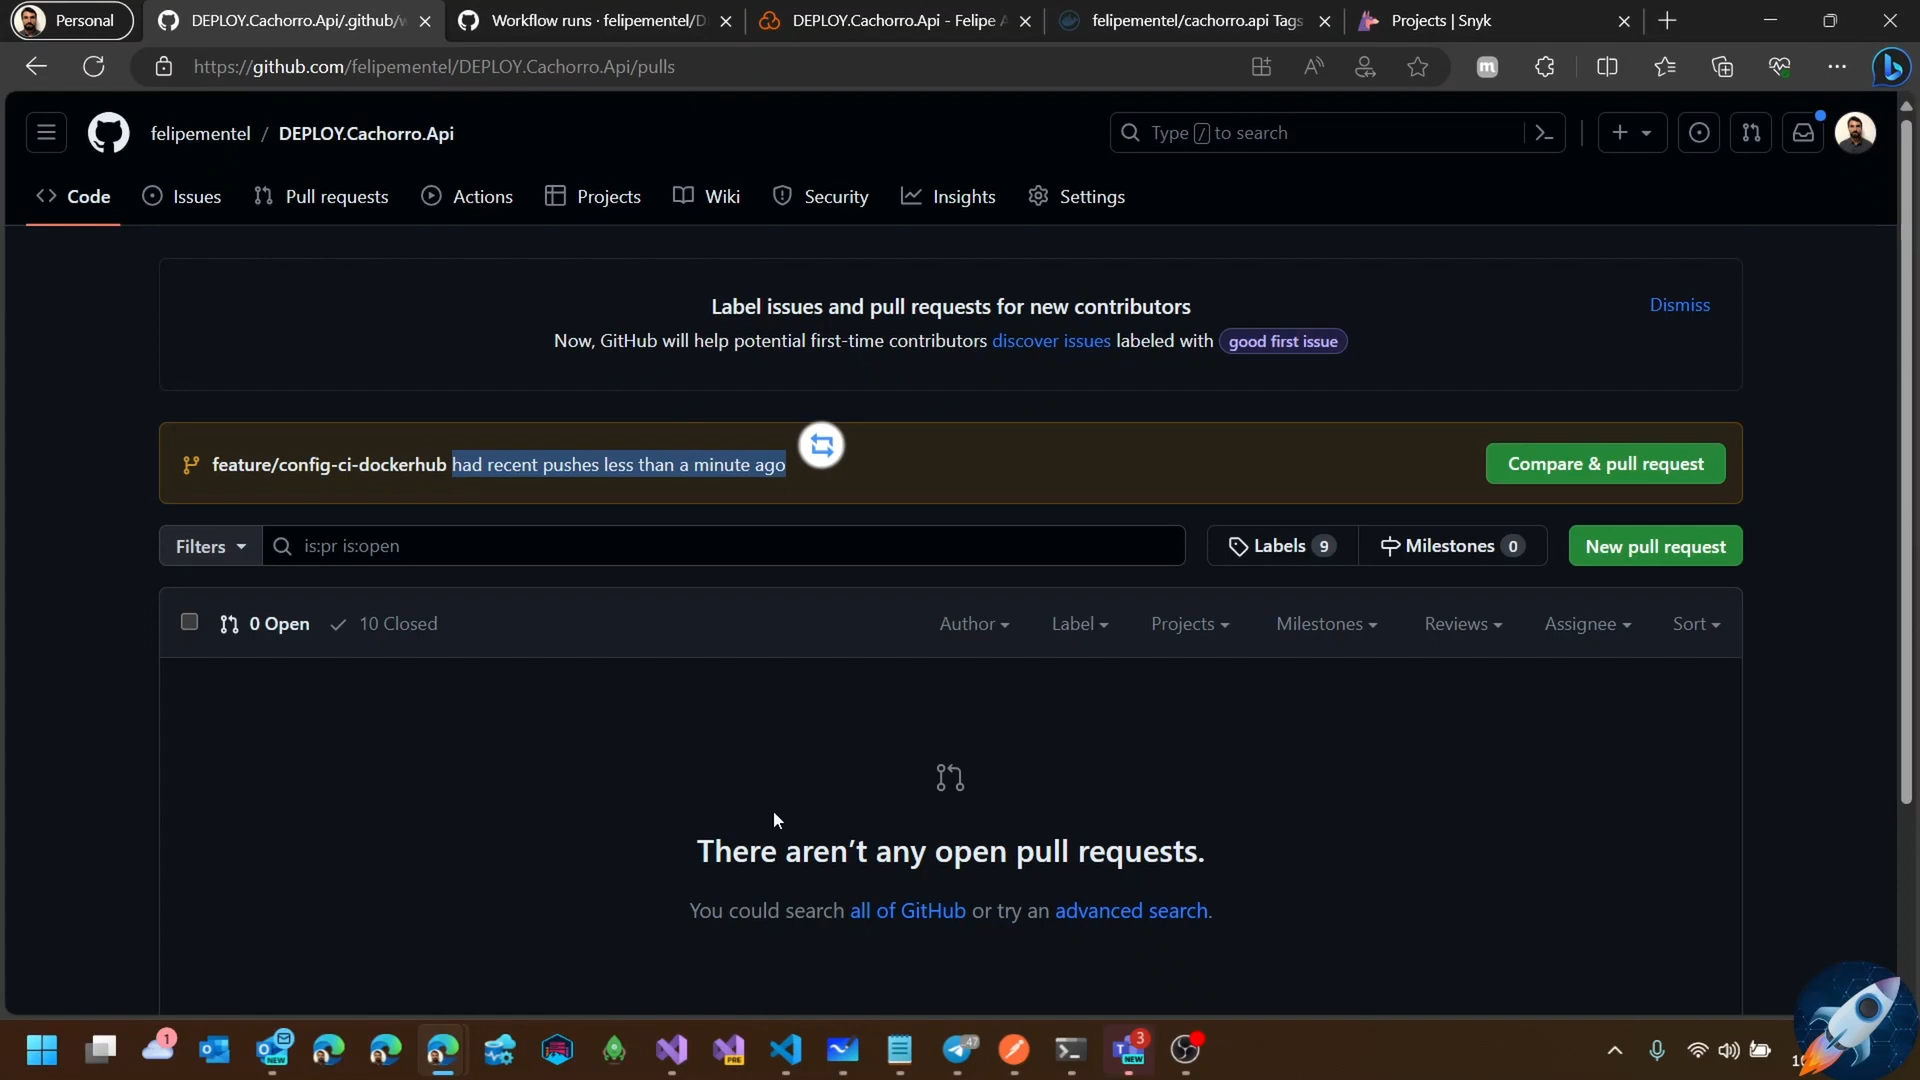 Personal
DEPLOY.Cachorro.Api/.github/w
Workflow runs · felipementel/D
DEPLOY.Cachorro.Api - Felipe A
felipementel/cachorro.api Tags
Projects | Snyk
https://github.com/felipementel/DEPLOY.Cachorro.Api/pulls
felipementel / DEPLOY.Cachorro.Api
Type / to search
Code
Issues
Pull requests
Actions
Projects
Wiki
Security
Insights
Settings
Label issues and pull requests for new contributors
Dismiss
Now, GitHub will help potential first-time contributors discover issues labeled with good first issue
feature/config-ci-dockerhub had recent pushes less than a minute ago
Compare & pull request
Filters
is:pr is:open
Labels 9
Milestones 0
New pull request
0 Open
10 Closed
Author
Label
Projects
Milestones
Reviews
Assignee
Sort
There aren't any open pull requests.
You could search all of GitHub or try an advanced search.
1
NEW
PRE
47
3
NEW